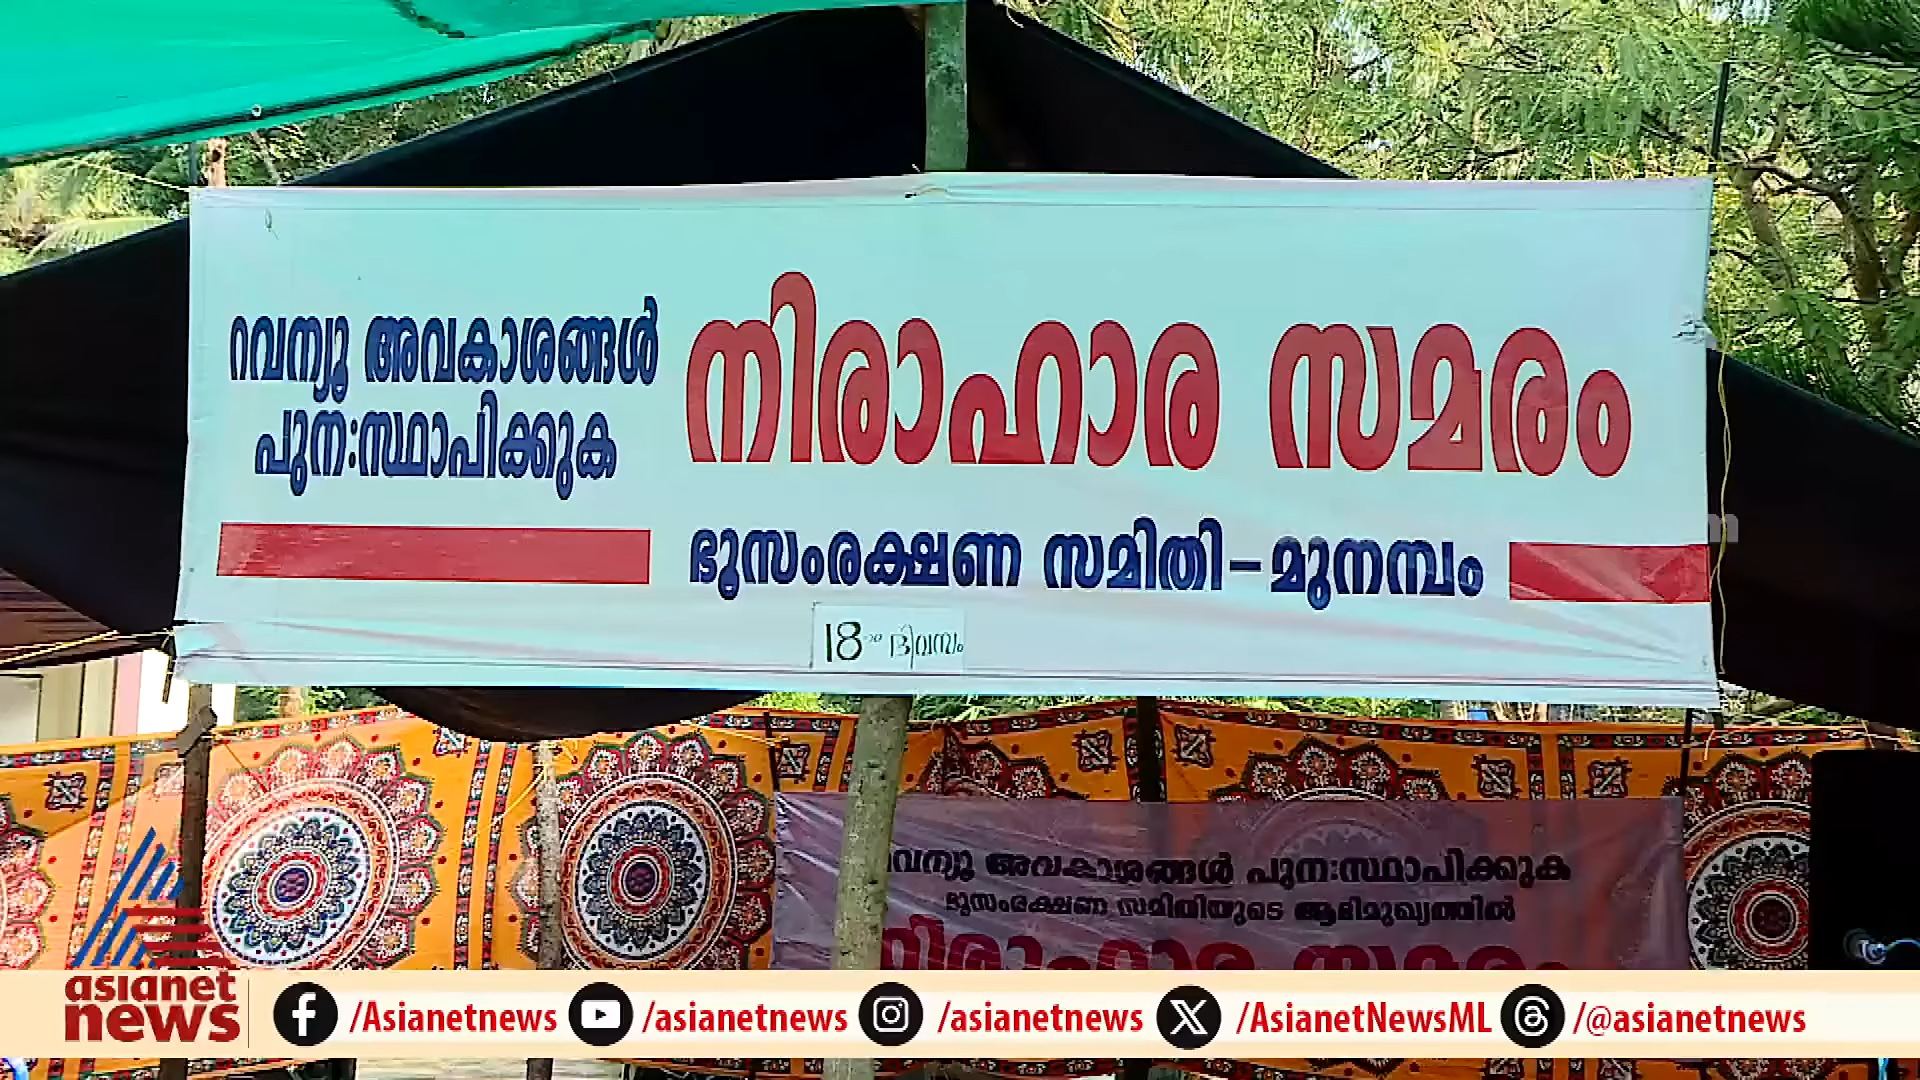 റവന്യൂ അവകാശങ്ങൾ
പുനഃസ്ഥാപിക്കുക
നിരാഹാര സമരം
ഭൂസംരക്ഷണ സമിതി-മുനമ്പം
18-ാം ദിവസം
റവന്യൂ അവകാശങ്ങൾ പുനഃസ്ഥാപിക്കുക
ഭൂസംരക്ഷണ സമിതിയുടെ ആഭിമുഖ്യത്തിൽ
നിരാഹാര സമരം
asianet
news
/Asianetnews /asianetnews /asianetnews /AsianetNewsML /@asianetnews